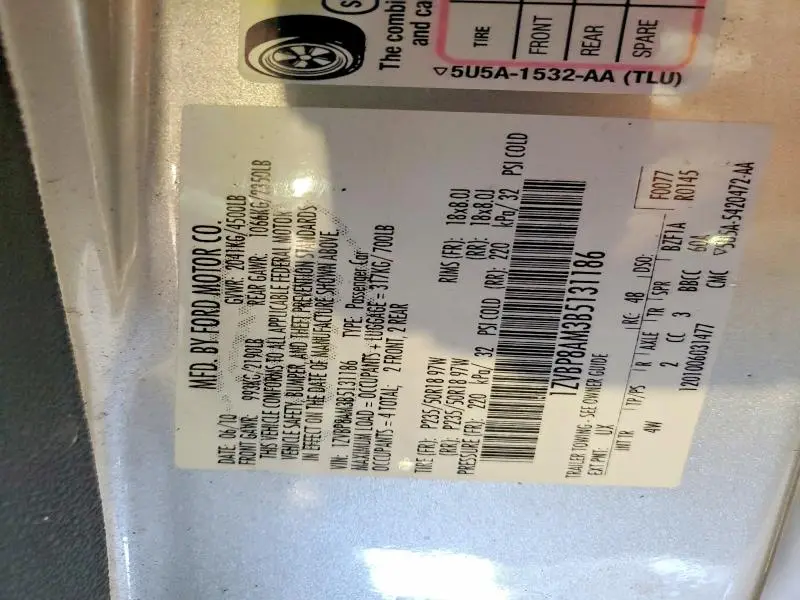 The combi
and ca
TIRE
FRONT
REAR
SPARE
▽5U5A-1532-AA (TLU)
MFD. BY FORD MOTOR CO.
DATE: 06/10 GVWR: 2041KG/4500LB
FRONT GAWR: 993KG/2190LB REAR GAWR: 1066KG/2350LB
THIS VEHICLE CONFORMS TO ALL APPLICABLE FEDERAL MOTOR
VEHICLE SAFETY, BUMPER, AND THEFT PREVENTION STANDARDS
IN EFFECT ON THE DATE OF MANUFACTURE SHOWN ABOVE.
VIN: 1ZVBP8AM3B5131186 TYPE: Passenger Car
MAXIMUM LOAD = OCCUPANTS + LUGGAGE = 317KG/700LB
OCCUPANTS = 4 TOTAL, 2 FRONT, 2 REAR
TIRE (FR): P235/50R18 97W RIMS (FR): 18x8.0J
(RR): P235/50R18 97W (RR): 18x8.0J
PRESSURE (FR): 220 kPa/ 32 PSI COLD (RR): 220 kPa/ 32 PSI COLD
1ZVBP8AM3B5131186
TRAILER TOWING - SEE OWNER GUIDE
EXT PNT: UX RC: 48 DSO: F0077
INT TR TP/PS R AXLE TR SPR BZF1A R0145
4W 2 CC 3 BBCC 60A
12010006031477 CMC ▽5U5A-5420472-AA